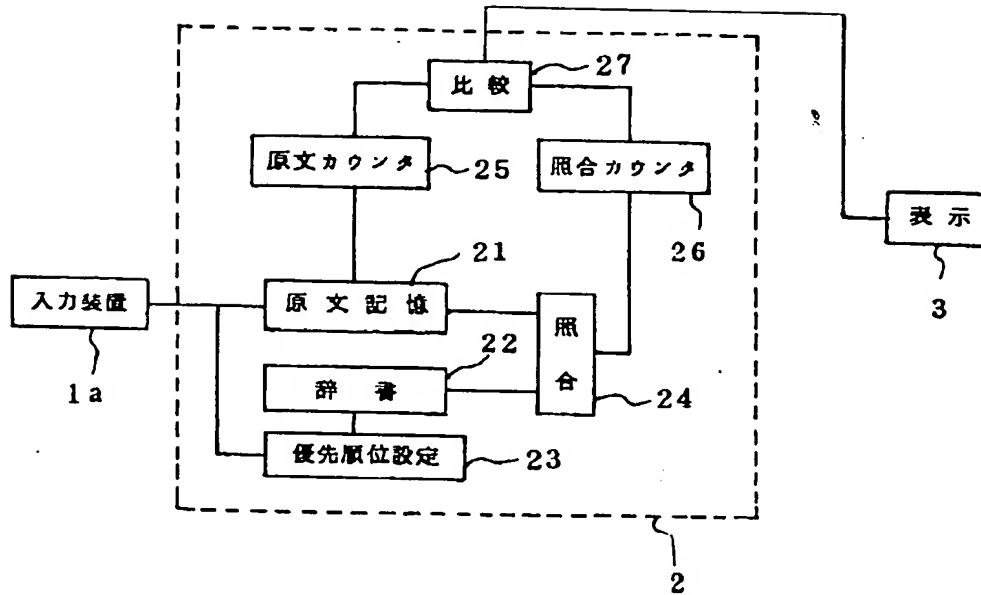 比較
27
原文カウンタ
25
照合カウンタ
26
表示
3
入力装置
1a
原文記憶
21
照合
24
辞書
22
優先順位設定
23
2